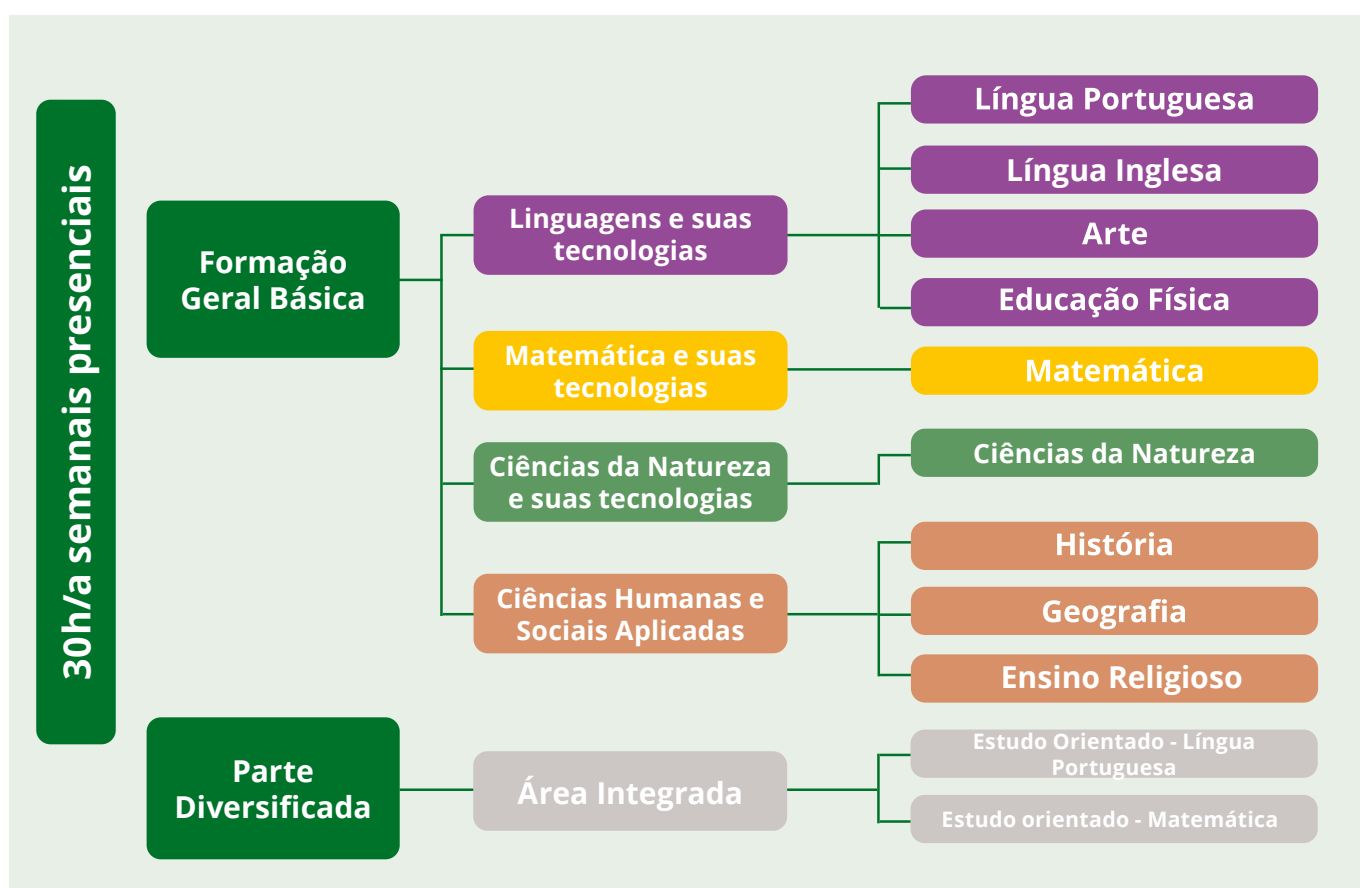 30h/a semanais presenciais
Formação
Geral Básica
Linguagens e suas
tecnologias
Língua Portuguesa
Língua Inglesa
Arte
Educação Física
Matemática e suas
tecnologias
Matemática
Ciências da Natureza
e suas tecnologias
Ciências da Natureza
Ciências Humanas e
Sociais Aplicadas
História
Geografia
Ensino Religioso
Parte
Diversificada
Área Integrada
Estudo Orientado - Língua
Portuguesa
Estudo orientado - Matemática